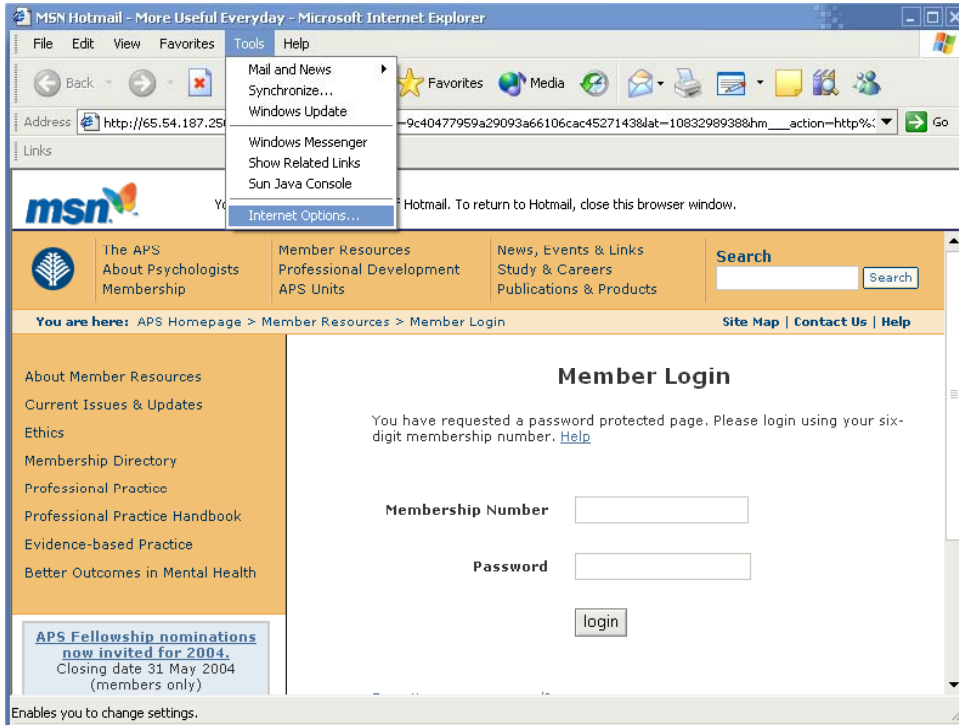 MSN Hotmail - More Useful Everyday - Microsoft Internet Explorer
File Edit View Favorites Tools Help
Back Favorites Media
Mail and News
Synchronize...
Windows Update
Windows Messenger
Show Related Links
Sun Java Console
Internet Options...
Address http://65.54.187.25 =9c40477959a29093a66106cac4527143&lat=1083298938&hm___action=http%3 Go
Links
msn Hotmail. To return to Hotmail, close this browser window.
The APS
About Psychologists
Membership
Member Resources
Professional Development
APS Units
News, Events & Links
Study & Careers
Publications & Products
Search
Search
You are here: APS Homepage > Member Resources > Member Login Site Map | Contact Us | Help
About Member Resources
Current Issues & Updates
Ethics
Membership Directory
Professional Practice
Professional Practice Handbook
Evidence-based Practice
Better Outcomes in Mental Health
APS Fellowship nominations
now invited for 2004.
Closing date 31 May 2004
(members only)
Member Login
You have requested a password protected page. Please login using your six-
digit membership number. Help
Membership Number
Password
login
Enables you to change settings.